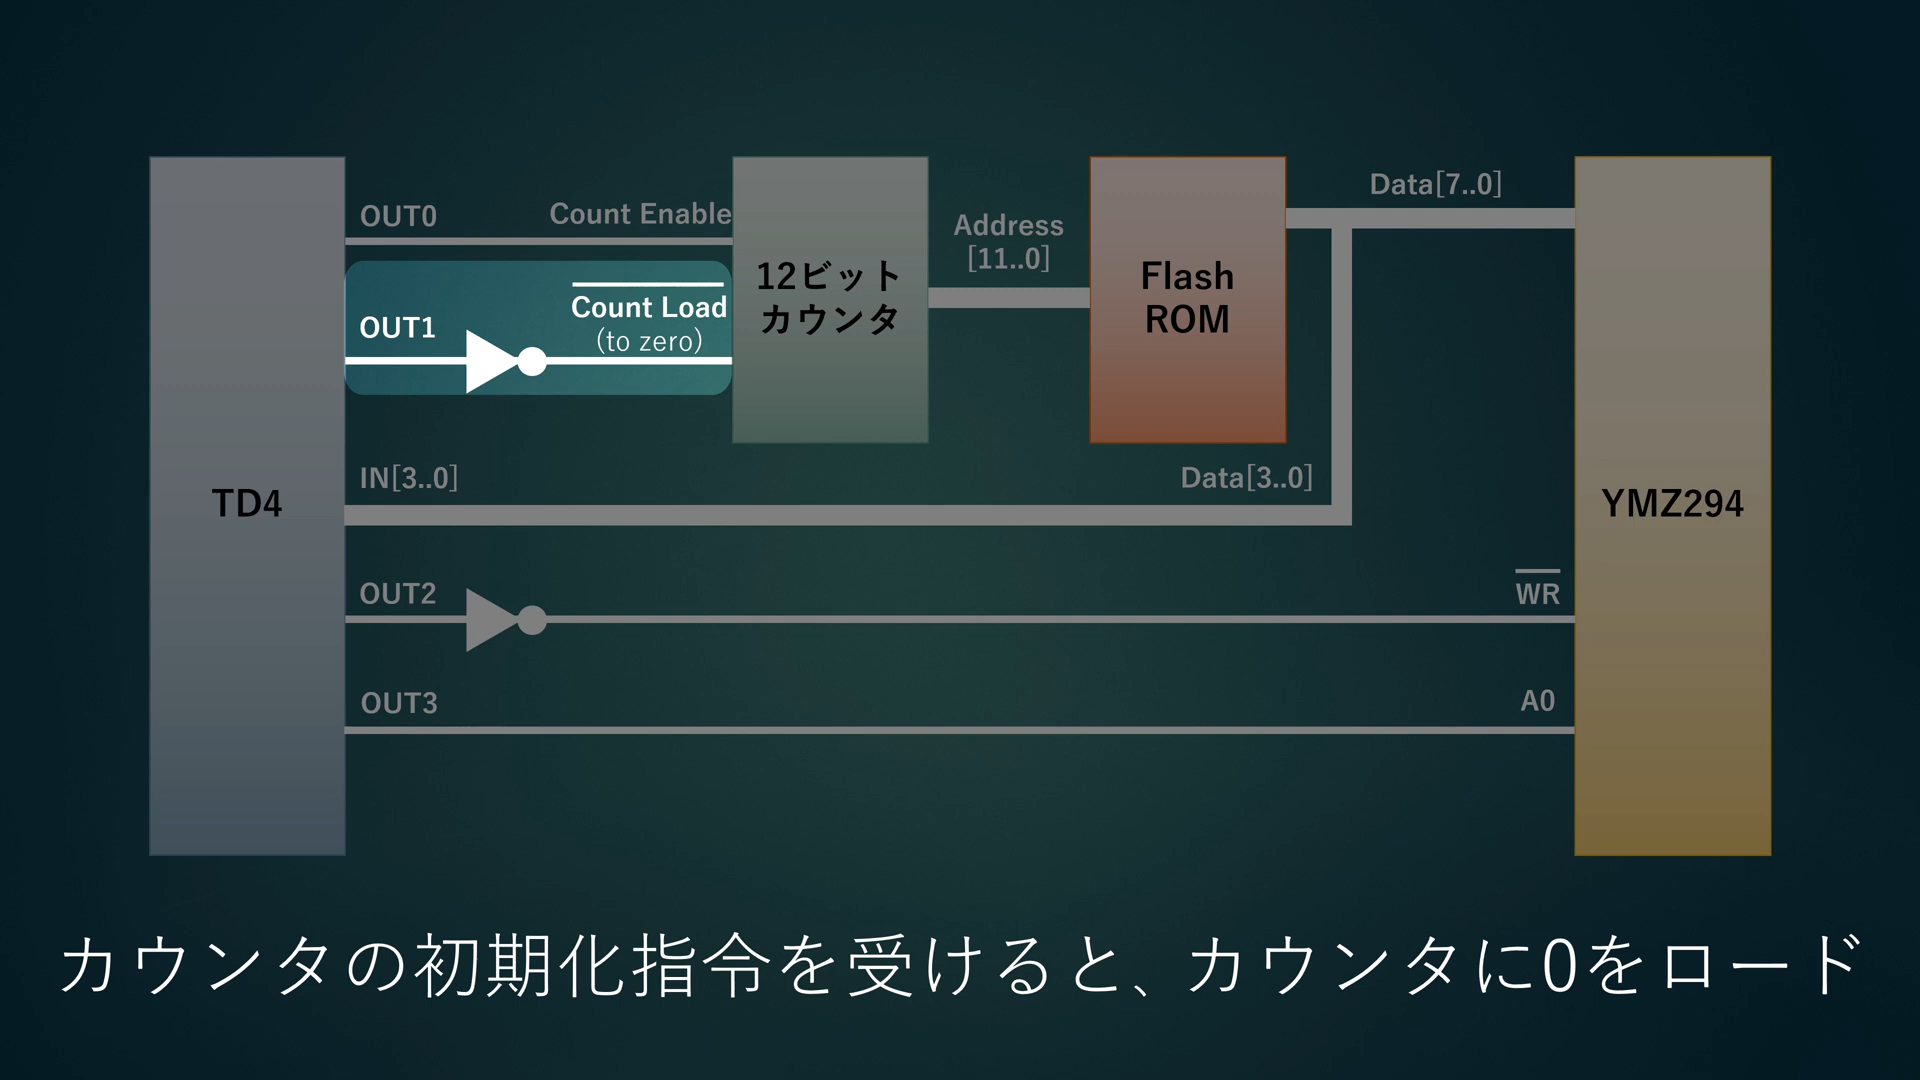 OUT0
Count Enable
OUT1
Count Load
(to zero)
12ビット
カウンタ
Address
[11..0]
Flash
ROM
Data[7..0]
IN[3..0]
Data[3..0]
TD4
YMZ294
OUT2
WR
OUT3
A0
カウンタの初期化指令を受けると、カウンタに0をロード